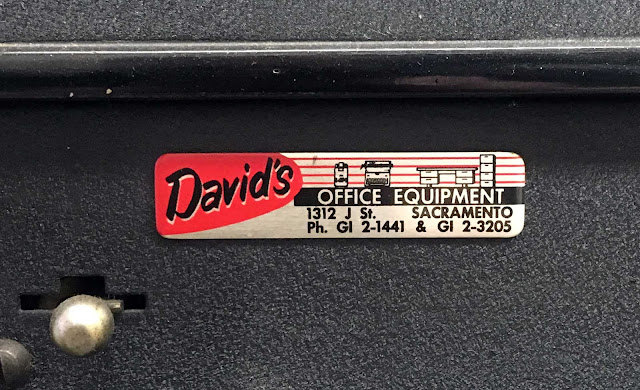 David's
OFFICE EQUIPMENT
1312 J St. SACRAMENTO
Ph. GI 2-1441 & GI 2-3205